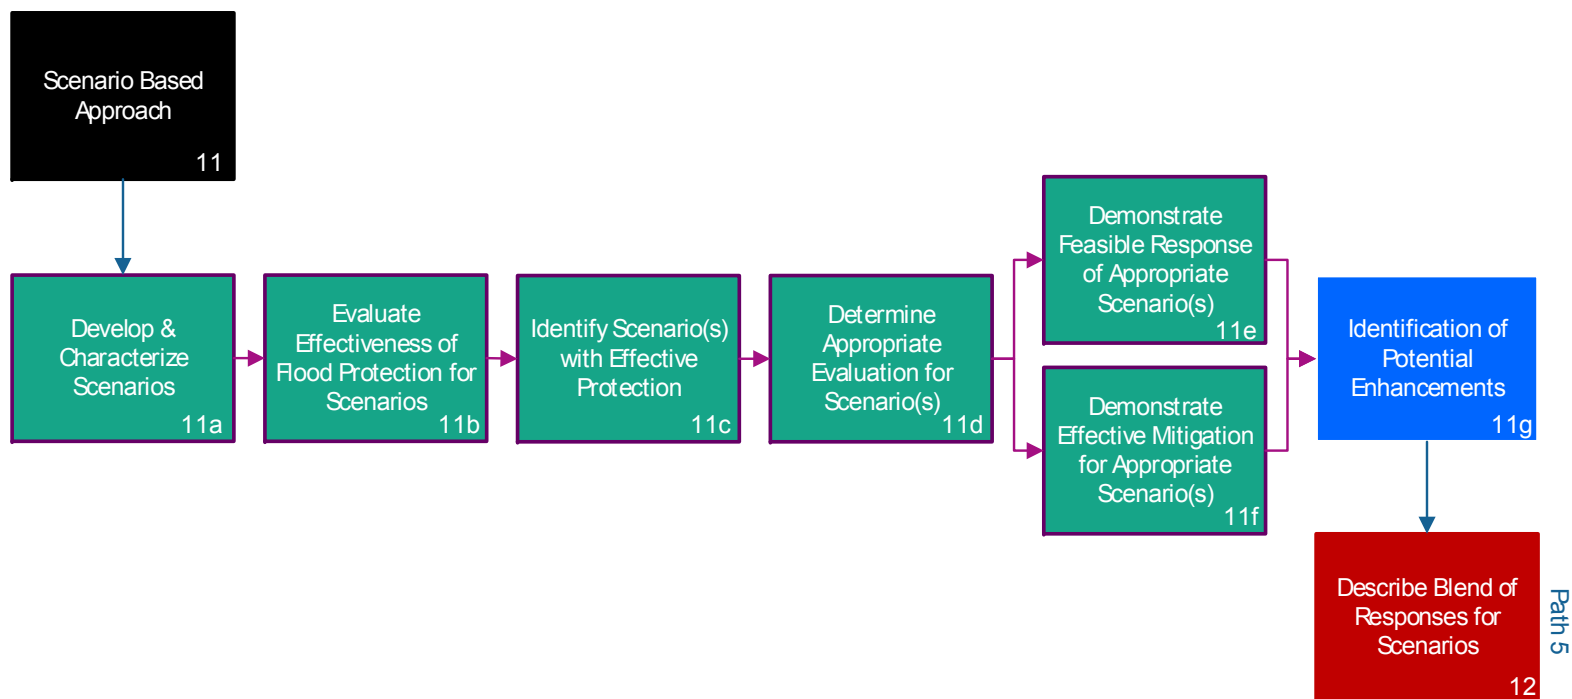 Scenario Based
Approach
11
Develop &
Characterize
Scenarios
11a
Evaluate
Effectiveness of
Flood Protection for
Scenarios
11b
Identify Scenario(s)
with Effective
Protection
11c
Determine
Appropriate
Evaluation for
Scenario(s)
11d
Demonstrate
Feasible Response
of Appropriate
Scenario(s)
11e
Demonstrate
Effective Mitigation
for Appropriate
Scenario(s)
11f
Identification of
Potential
Enhancements
11g
Describe Blend of
Responses for
Scenarios
12
Path 5